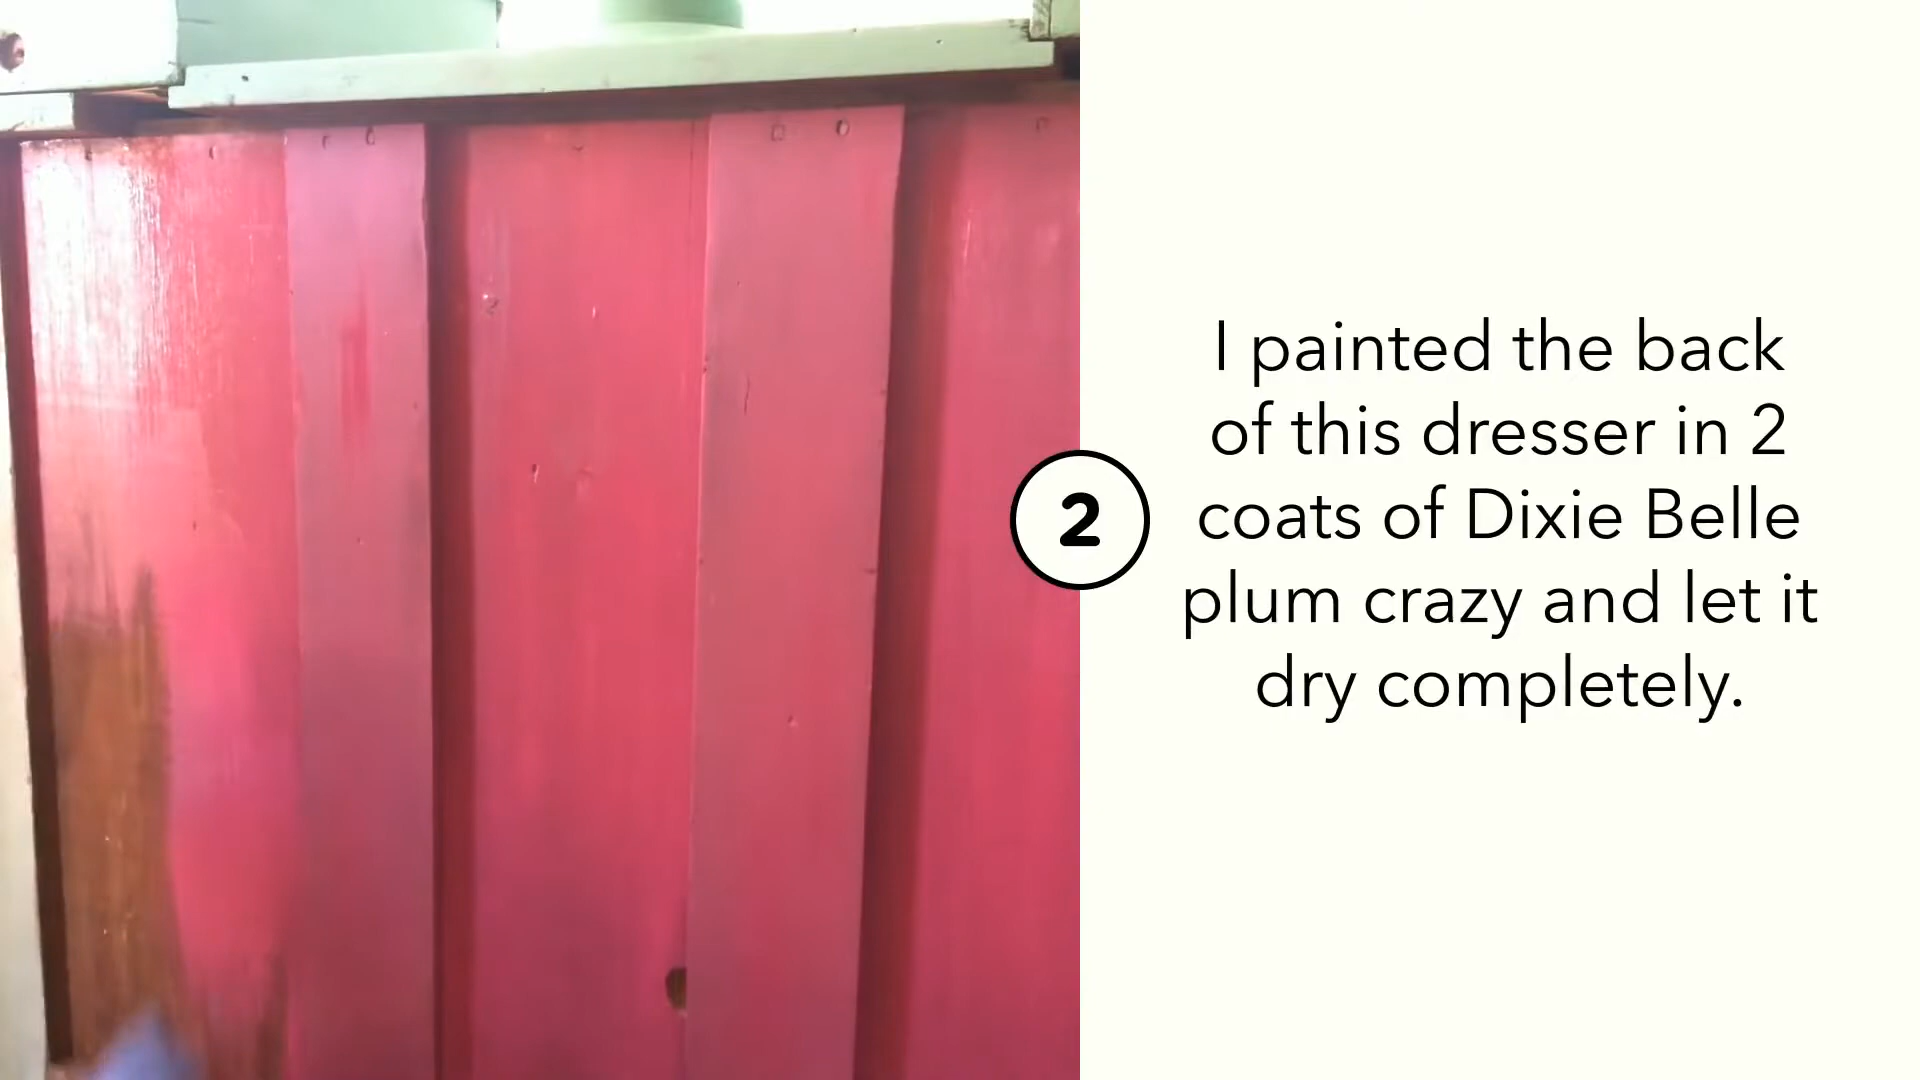 2
I painted the back
of this dresser in 2
coats of Dixie Belle
plum crazy and let it
dry completely.